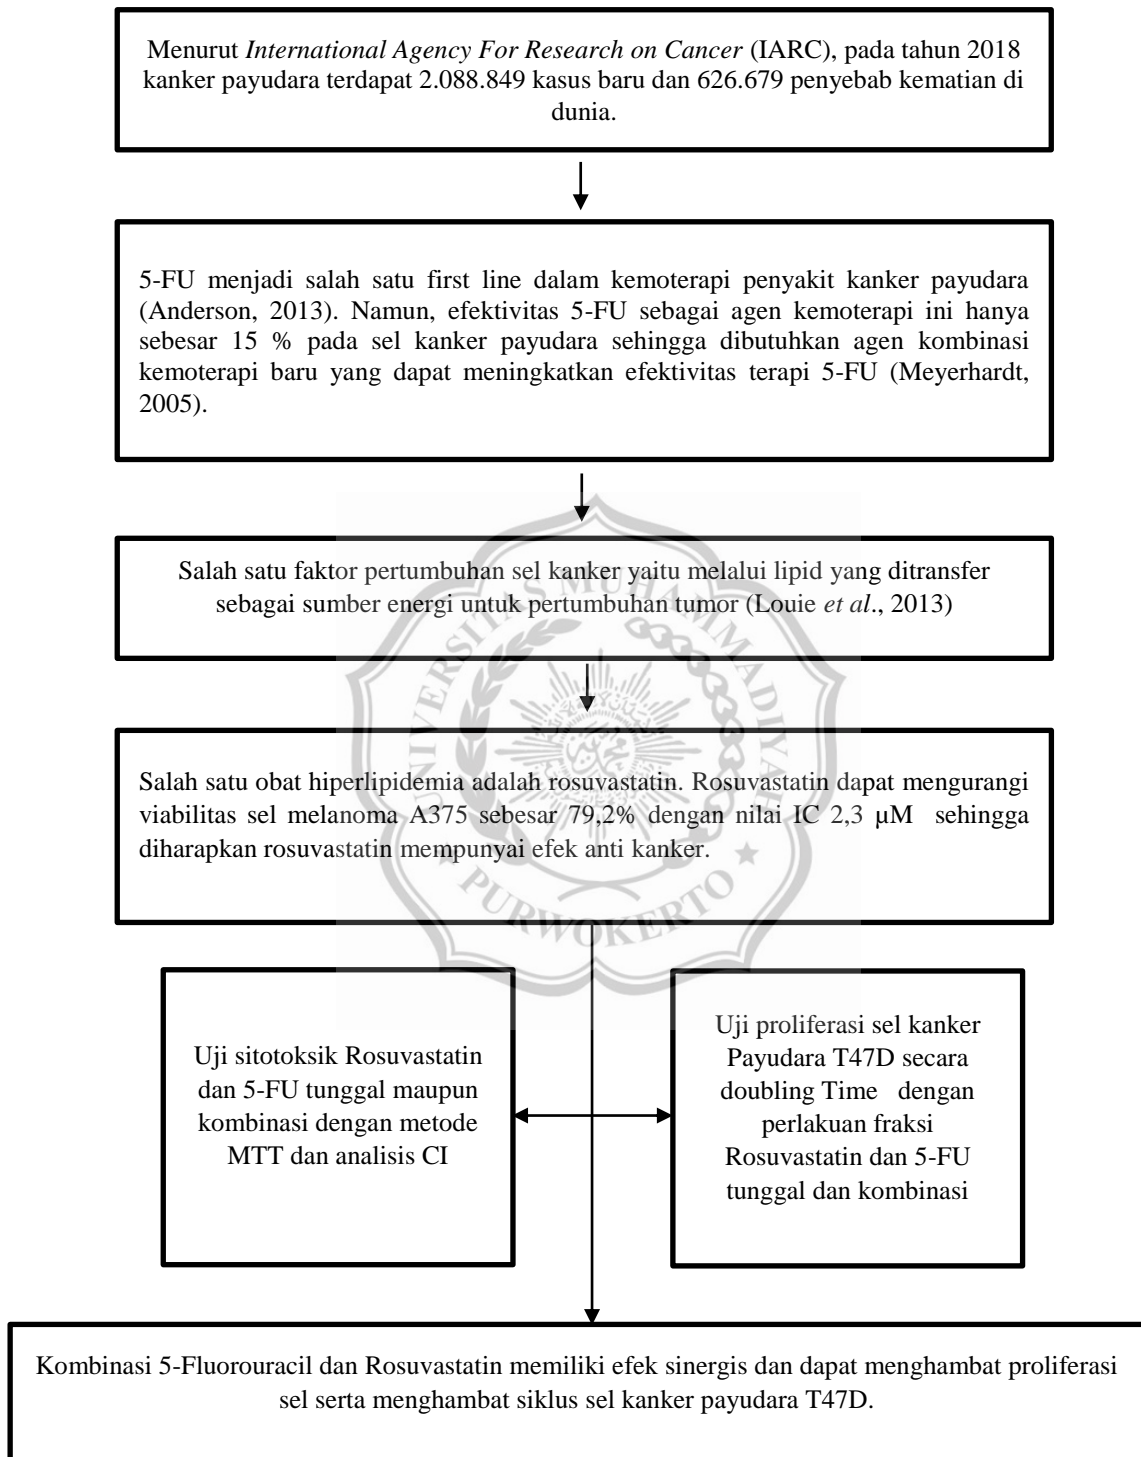 Menurut International Agency For Research on Cancer (IARC), pada tahun 2018
kanker payudara terdapat 2.088.849 kasus baru dan 626.679 penyebab kematian di
dunia.
5-FU menjadi salah satu first line dalam kemoterapi penyakit kanker payudara
(Anderson, 2013). Namun, efektivitas 5-FU sebagai agen kemoterapi ini hanya
sebesar 15 % pada sel kanker payudara sehingga dibutuhkan agen kombinasi
kemoterapi baru yang dapat meningkatkan efektivitas terapi 5-FU (Meyerhardt,
2005).
Salah satu faktor pertumbuhan sel kanker yaitu melalui lipid yang ditransfer
sebagai sumber energi untuk pertumbuhan tumor (Louie et al., 2013)
UNIVERSITAS MUHAMMADIYAH
PURWOKERTO
Salah satu obat hiperlipidemia adalah rosuvastatin. Rosuvastatin dapat mengurangi
viabilitas sel melanoma A375 sebesar 79,2% dengan nilai IC 2,3 µM sehingga
diharapkan rosuvastatin mempunyai efek anti kanker.
Uji sitotoksik Rosuvastatin
dan 5-FU tunggal maupun
kombinasi dengan metode
MTT dan analisis CI
Uji proliferasi sel kanker
Payudara T47D secara
doubling Time dengan
perlakuan fraksi
Rosuvastatin dan 5-FU
tunggal dan kombinasi
Kombinasi 5-Fluorouracil dan Rosuvastatin memiliki efek sinergis dan dapat menghambat proliferasi
sel serta menghambat siklus sel kanker payudara T47D.